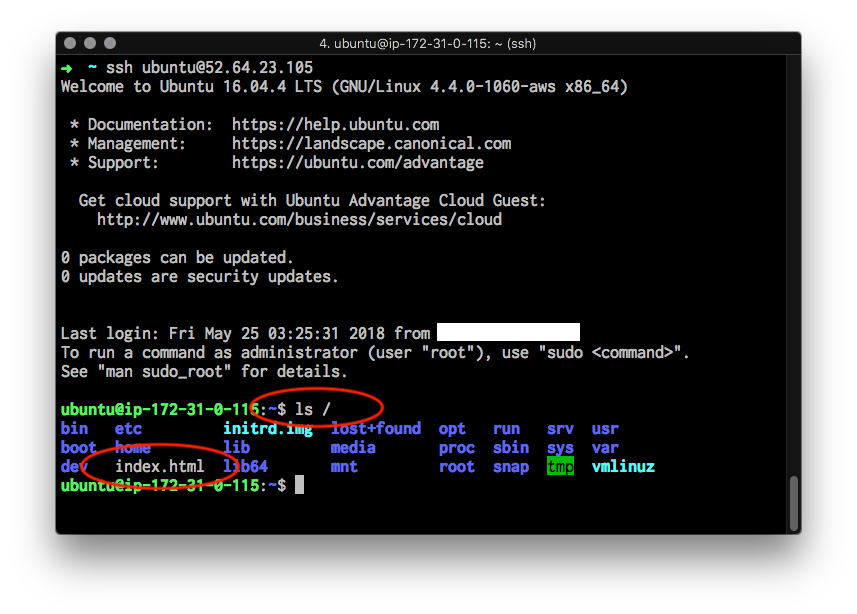 4. ubuntu@ip-172-31-0-115: ~ (ssh)
➜ ~ ssh ubuntu@52.64.23.105
Welcome to Ubuntu 16.04.4 LTS (GNU/Linux 4.4.0-1060-aws x86_64)
* Documentation: https://help.ubuntu.com
* Management: https://landscape.canonical.com
* Support: https://ubuntu.com/advantage
Get cloud support with Ubuntu Advantage Cloud Guest:
http://www.ubuntu.com/business/services/cloud
0 packages can be updated.
0 updates are security updates.
Last login: Fri May 25 03:25:31 2018 from
To run a command as administrator (user "root"), use "sudo <command>".
See "man sudo_root" for details.
ubuntu@ip-172-31-0-115:~$ ls /
bin etc initrd.img lost+found opt run srv usr
boot home lib media proc sbin sys var
dev index.html lib64 mnt root snap tmp vmlinuz
ubuntu@ip-172-31-0-115:~$